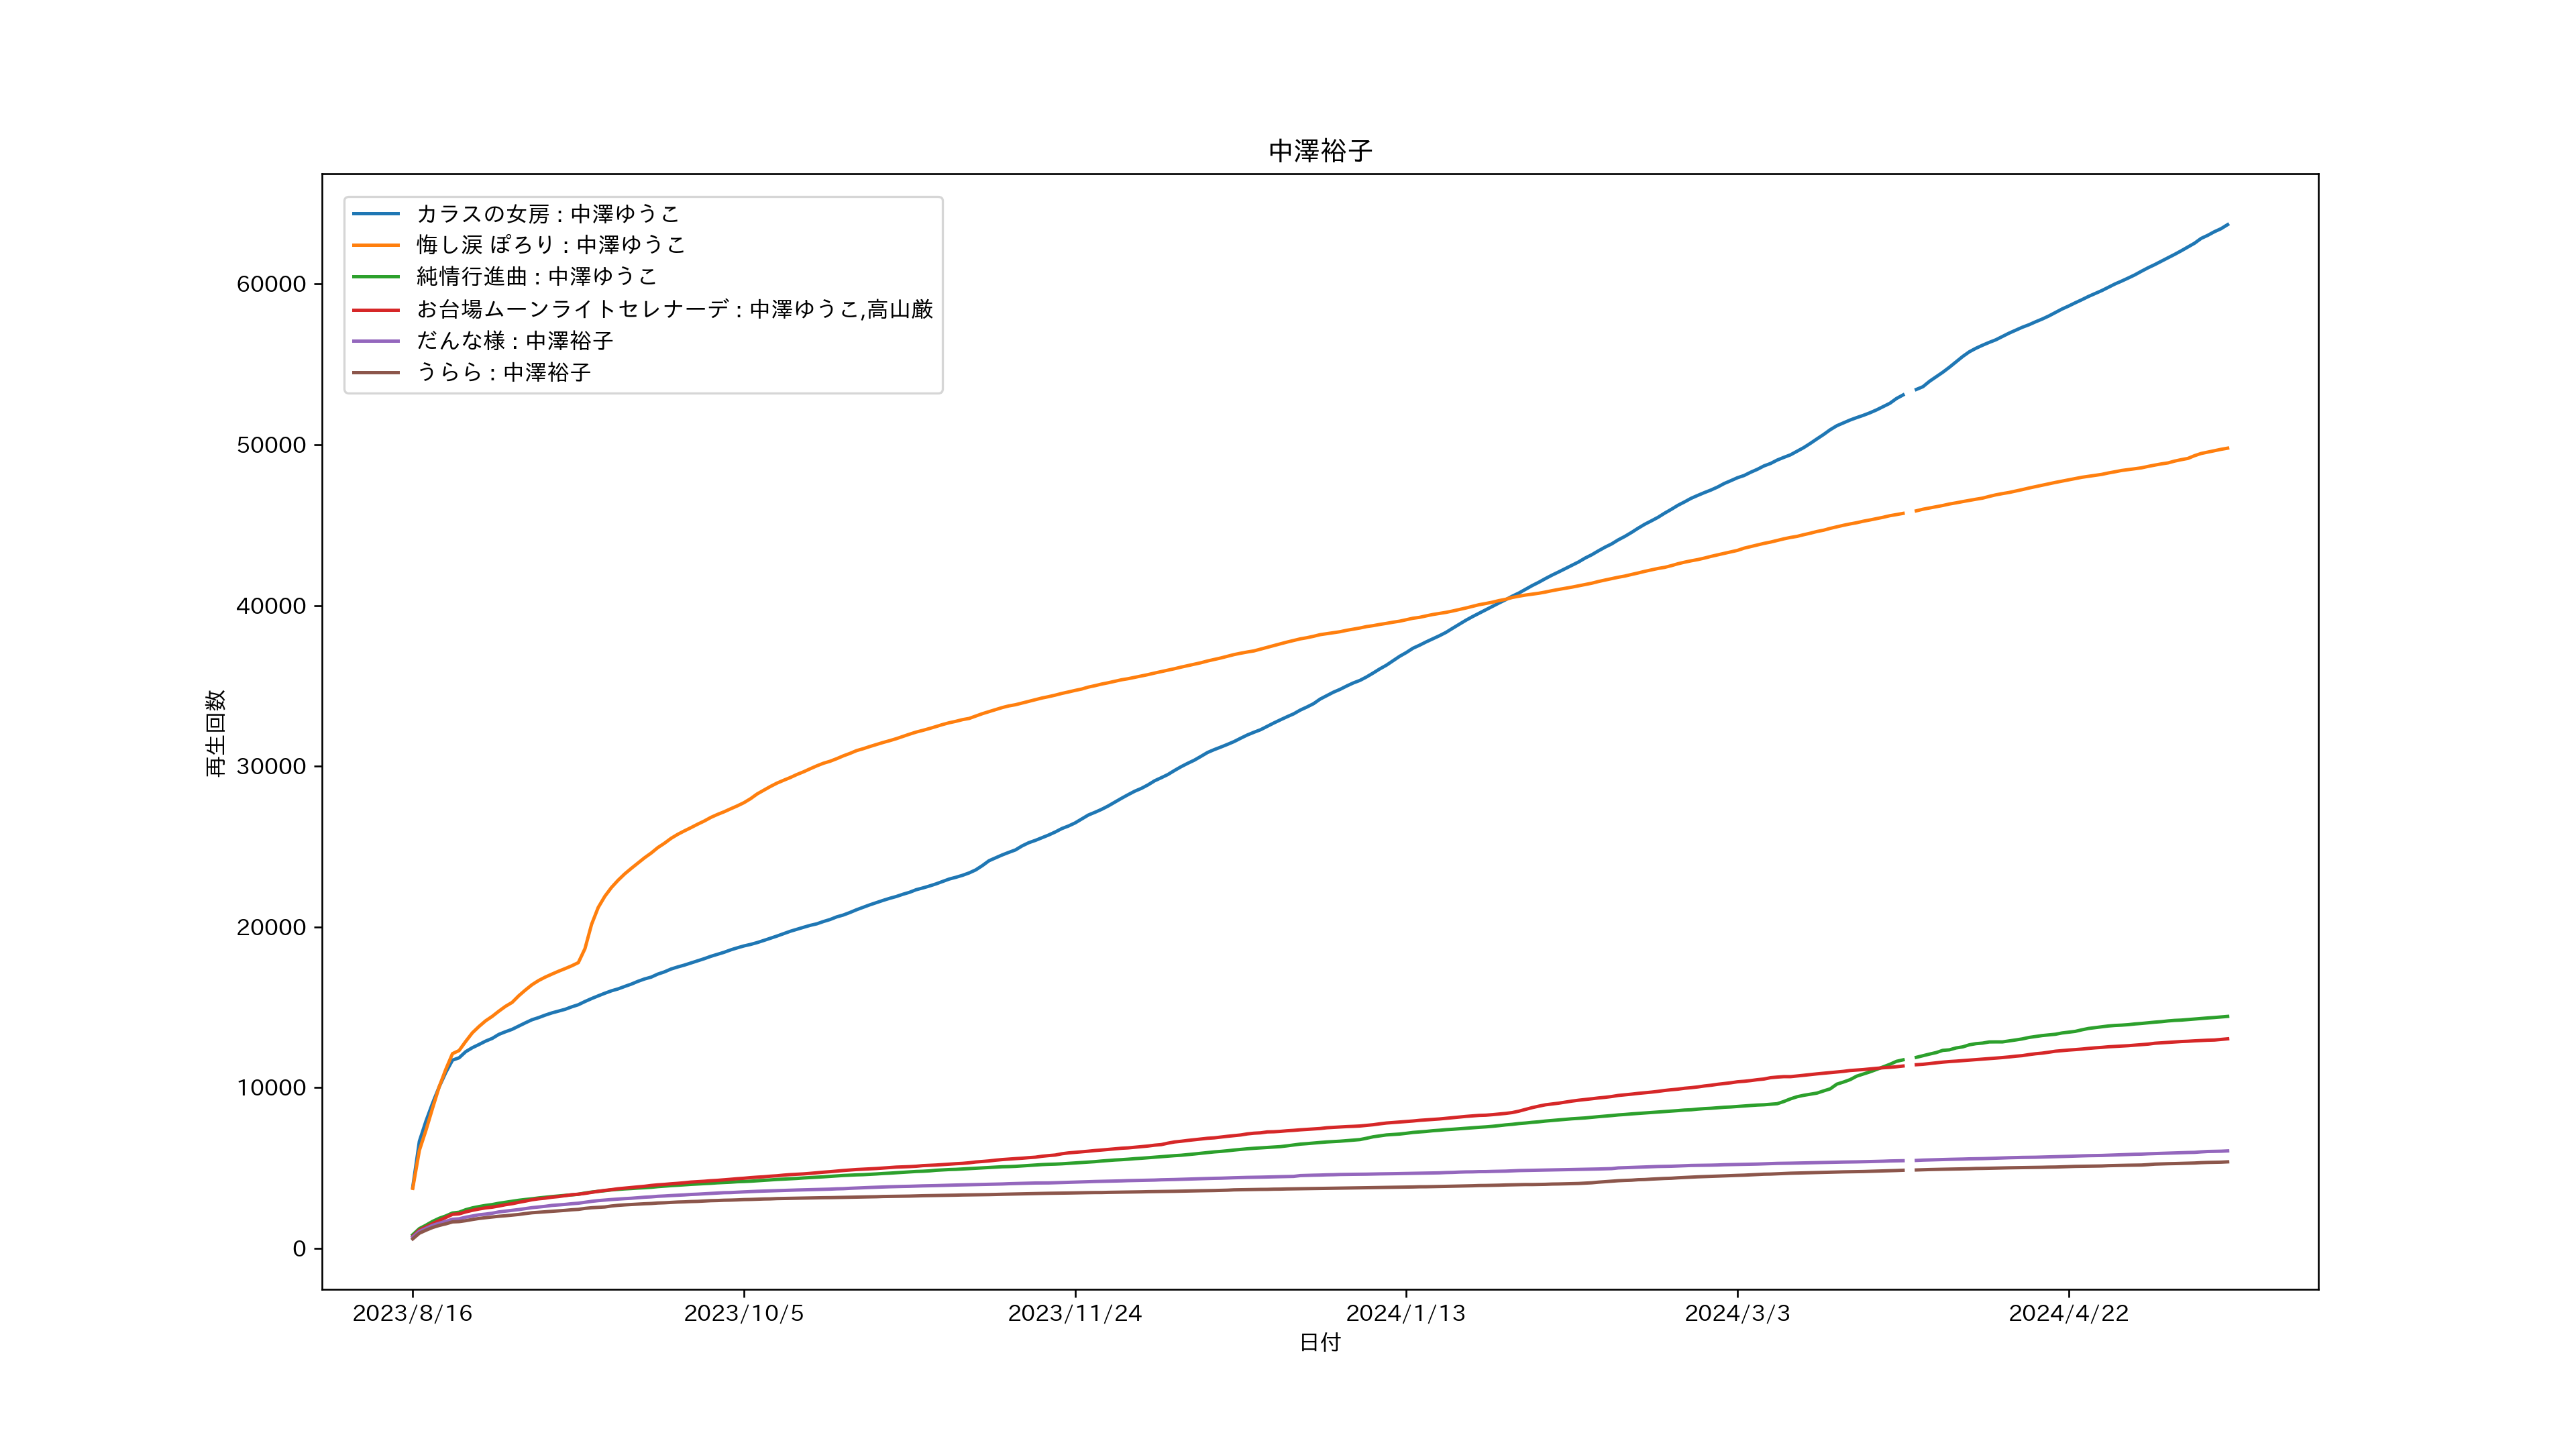 中澤裕子
カラスの女房 : 中澤ゆうこ
悔し涙 ぽろり : 中澤ゆうこ
純情行進曲 : 中澤ゆうこ
お台場ムーンライトセレナーデ : 中澤ゆうこ,高山厳
だんな様 : 中澤裕子
うらら : 中澤裕子
60000
50000
40000
30000
20000
10000
0
再生回数
2023/8/16 2023/10/5 2023/11/24 2024/1/13 2024/3/3 2024/4/22
日付